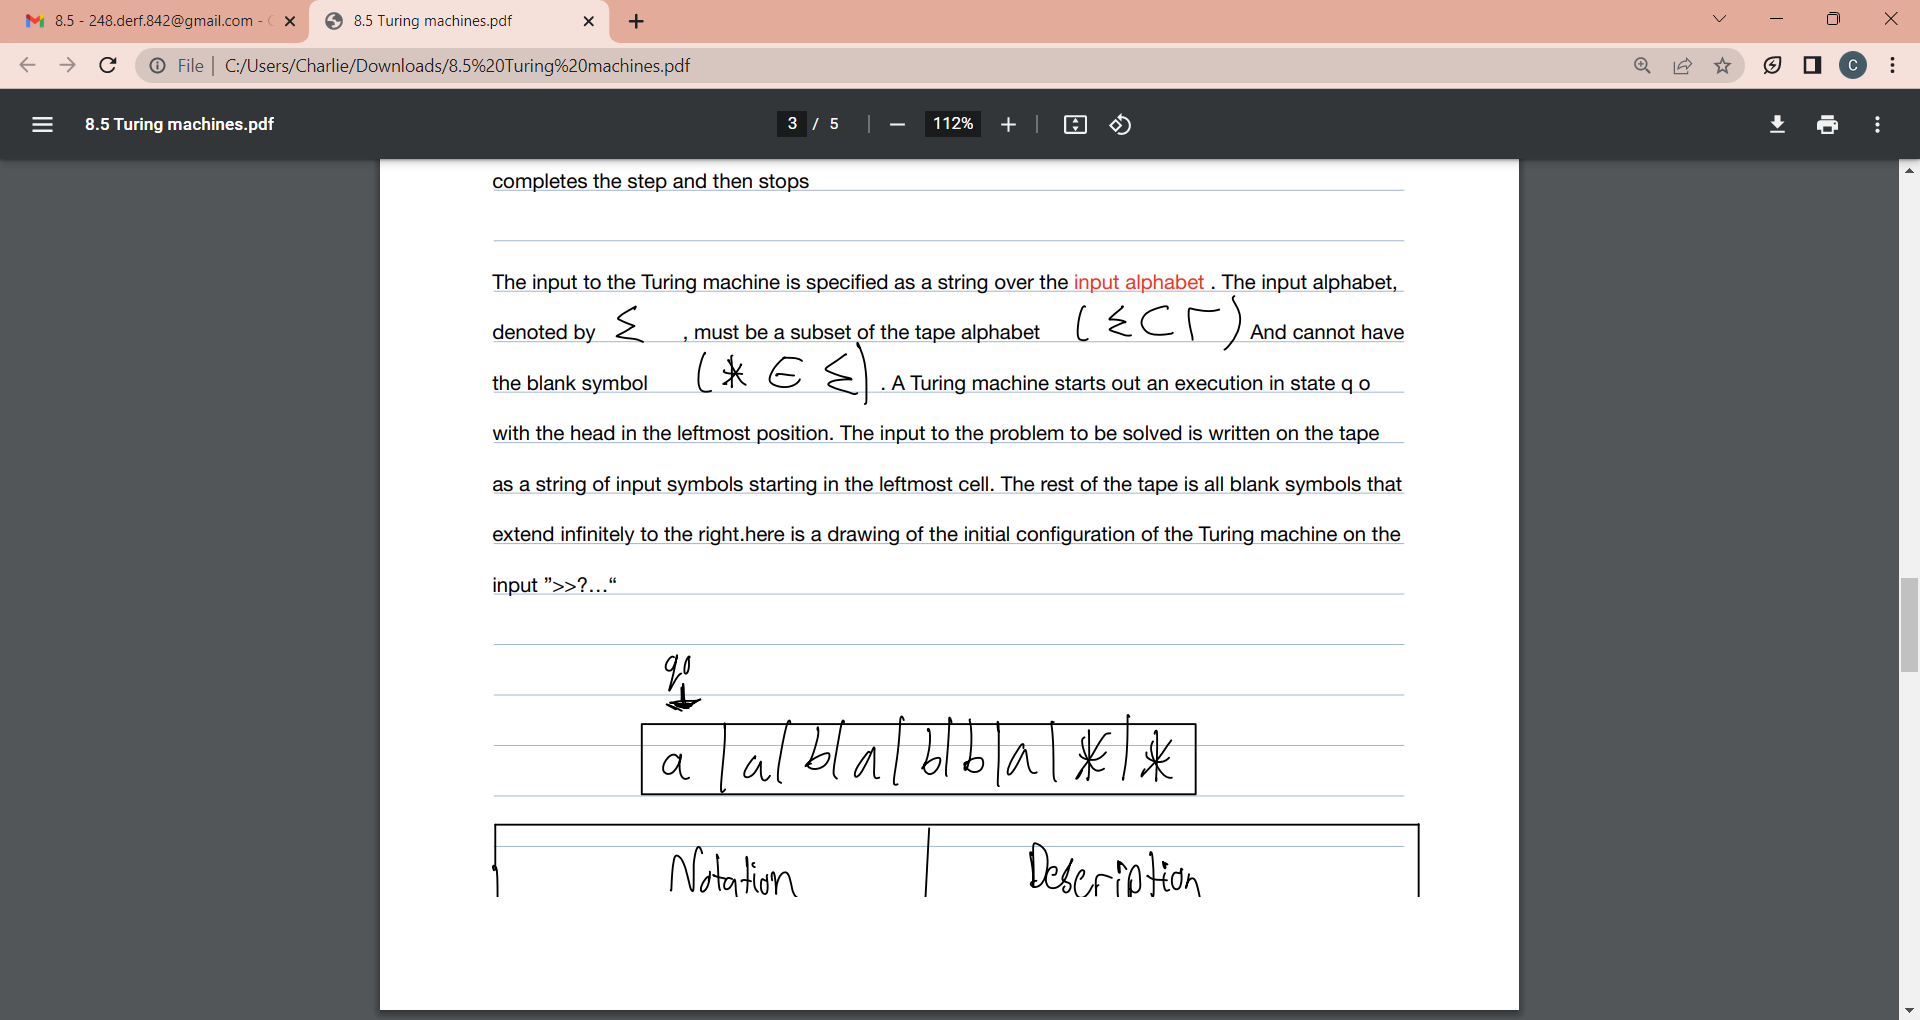 8.5 - 248.derf.842@gmail.com -
8.5 Turing machines.pdf
File | C:/Users/Charlie/Downloads/8.5%20Turing%20machines.pdf
C
8.5 Turing machines.pdf
3 / 5
112%
completes the step and then stops
The input to the Turing machine is specified as a string over the input alphabet . The input alphabet,
denoted by Σ , must be a subset of the tape alphabet (Σ⊂Γ) And cannot have
the blank symbol (* ∈ Σ) . A Turing machine starts out an execution in state q o
with the head in the leftmost position. The input to the problem to be solved is written on the tape
as a string of input symbols starting in the leftmost cell. The rest of the tape is all blank symbols that
extend infinitely to the right.here is a drawing of the initial configuration of the Turing machine on the
input ”>>?...“
q0
a | a | b | a | b | b | a | * | *
Notation | Description